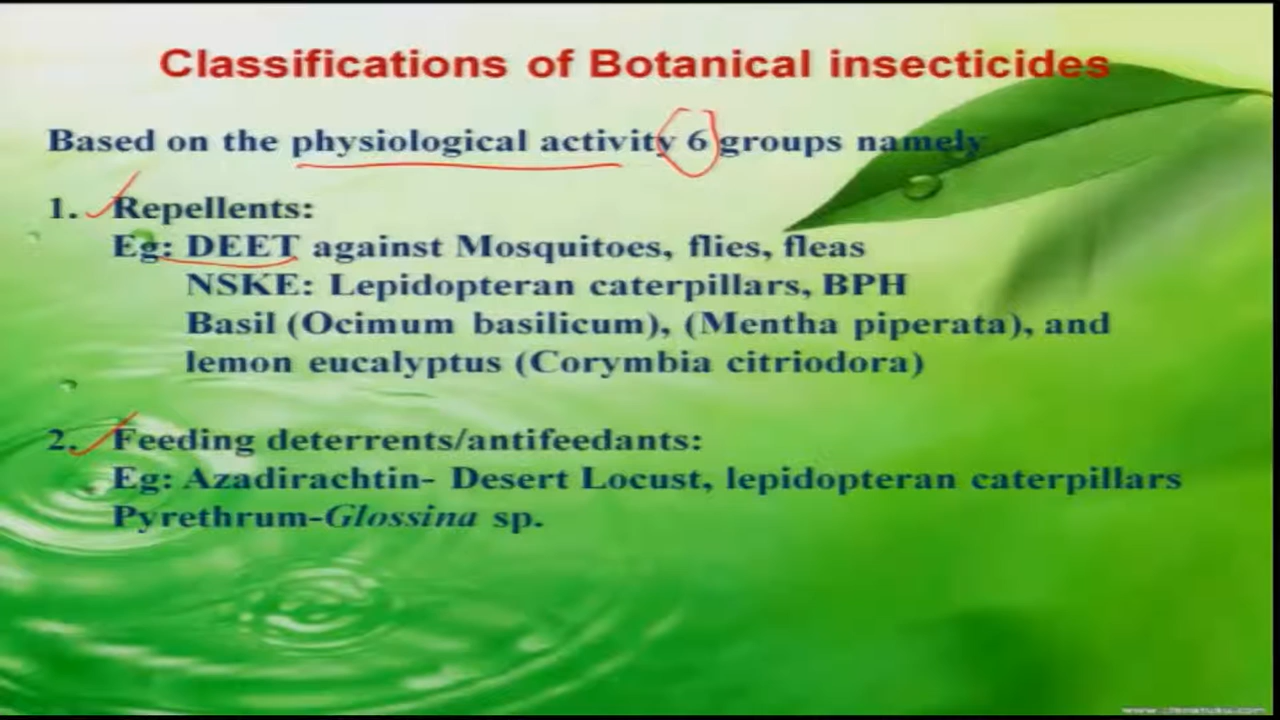 Classifications of Botanical insecticides
Based on the physiological activity 6 groups namely
1. Repellents:
Eg: DEET against Mosquitoes, flies, fleas
NSKE: Lepidopteran caterpillars, BPH
Basil (Ocimum basilicum), (Mentha piperata), and
lemon eucalyptus (Corymbia citriodora)
2. Feeding deterrents/antifeedants:
Eg: Azadirachtin- Desert Locust, lepidopteran caterpillars
Pyrethrum-Glossina sp.